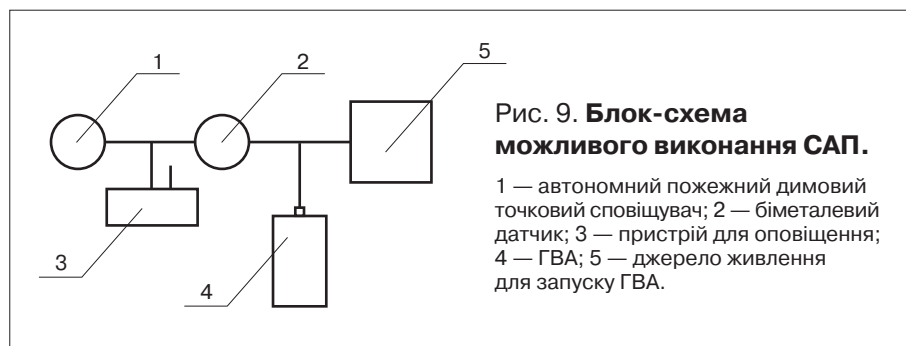 1
2
5
3
4
Рис. 9. Блок-схема
можливого виконання САП.
1 — автономний пожежний димовий
точковий сповіщувач; 2 — біметалевий
датчик; 3 — пристрій для оповіщення;
4 — ГВА; 5 — джерело живлення
для запуску ГВА.